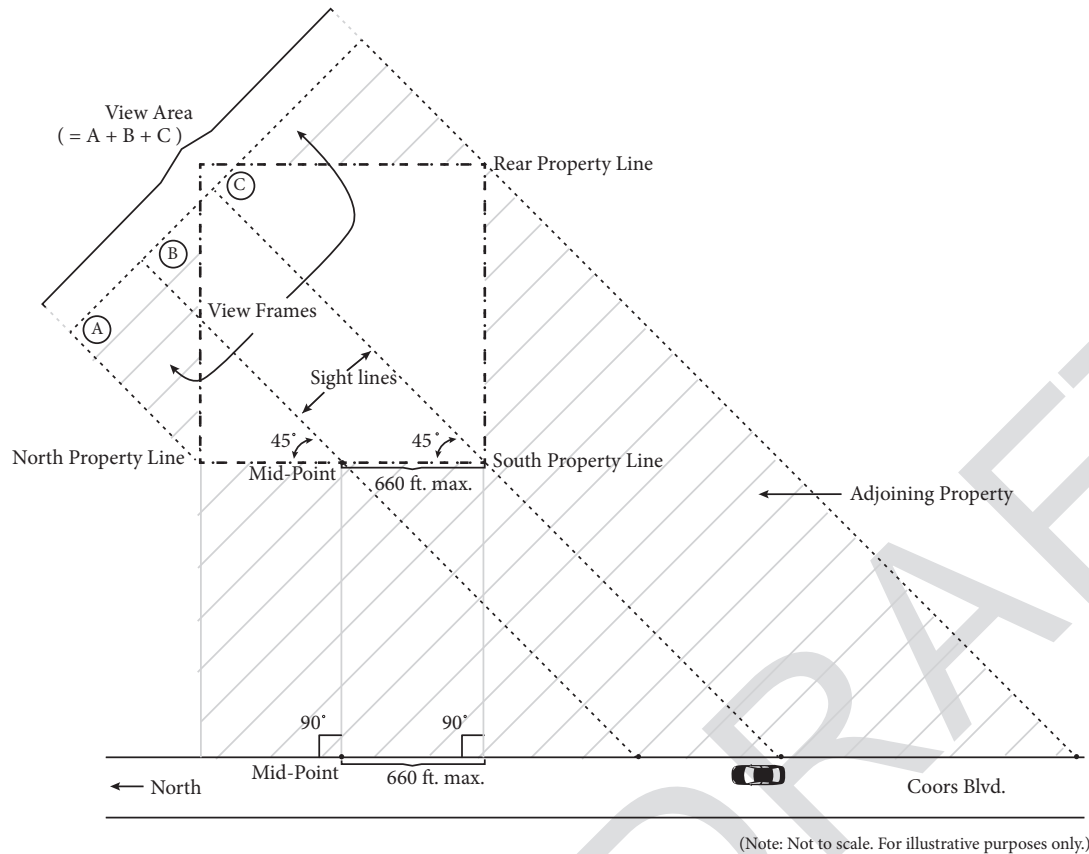 View Area
( = A + B + C )
Rear Property Line
C
B
A
View Frames
Sight lines
45°
45°
North Property Line
Mid-Point
South Property Line
660 ft. max.
Adjoining Property
90°
90°
Mid-Point
660 ft. max.
North
Coors Blvd.
(Note: Not to scale. For illustrative purposes only.)
DRAFT